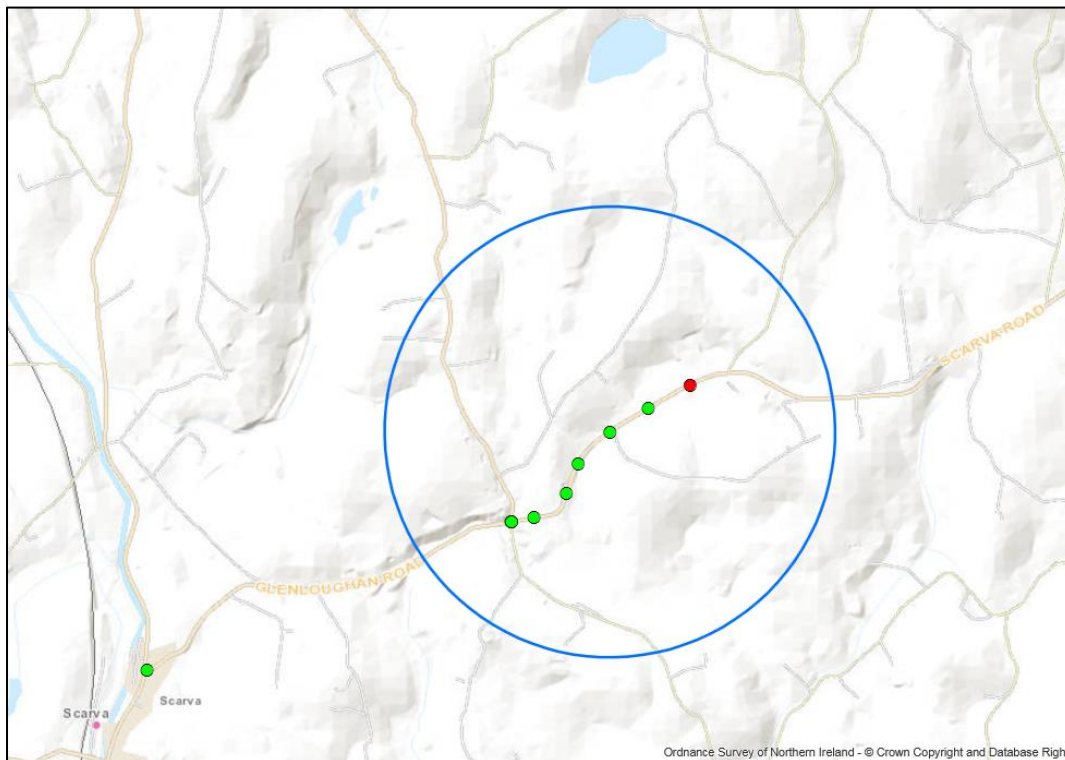 SCARVA ROAD
GLENLOUGHAN ROAD
Scarva
Scarva
Ordnance Survey of Northern Ireland - © Crown Copyright and Database Righ